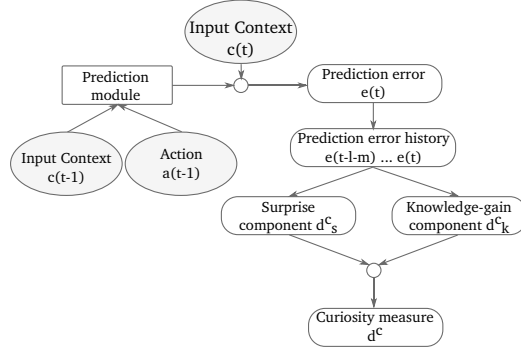 Input Context
c(t)
Prediction
module
Prediction error
e(t)
Input Context
c(t-1)
Action
a(t-1)
Prediction error history
e(t-l-m) ... e(t)
Surprise
component d^c_s
Knowledge-gain
component d^c_k
Curiosity measure
d^c